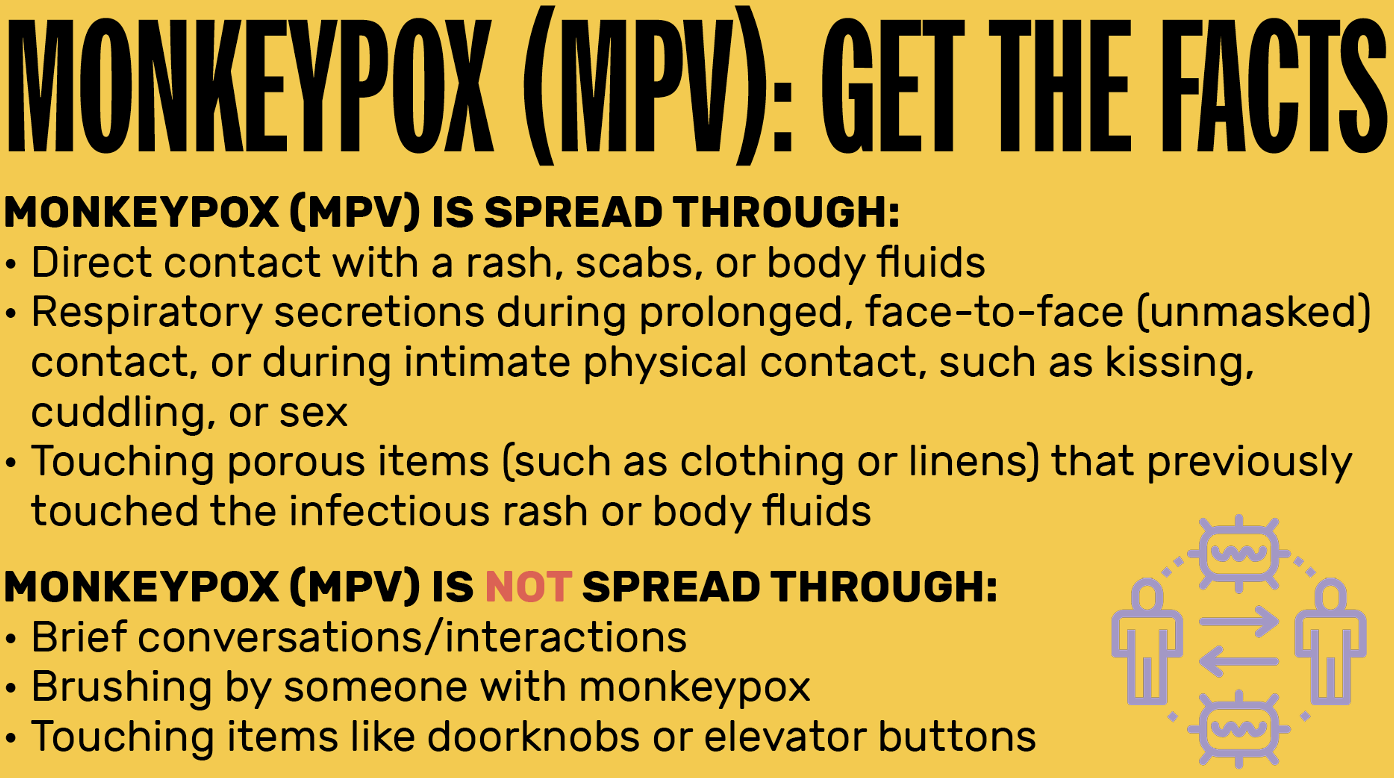 MONKEYPOX (MPV): GET THE FACTS
MONKEYPOX (MPV) IS SPREAD THROUGH:
• Direct contact with a rash, scabs, or body fluids
• Respiratory secretions during prolonged, face-to-face (unmasked)
contact, or during intimate physical contact, such as kissing,
cuddling, or sex
• Touching porous items (such as clothing or linens) that previously
touched the infectious rash or body fluids
MONKEYPOX (MPV) IS NOT SPREAD THROUGH:
• Brief conversations/interactions
• Brushing by someone with monkeypox
• Touching items like doorknobs or elevator buttons